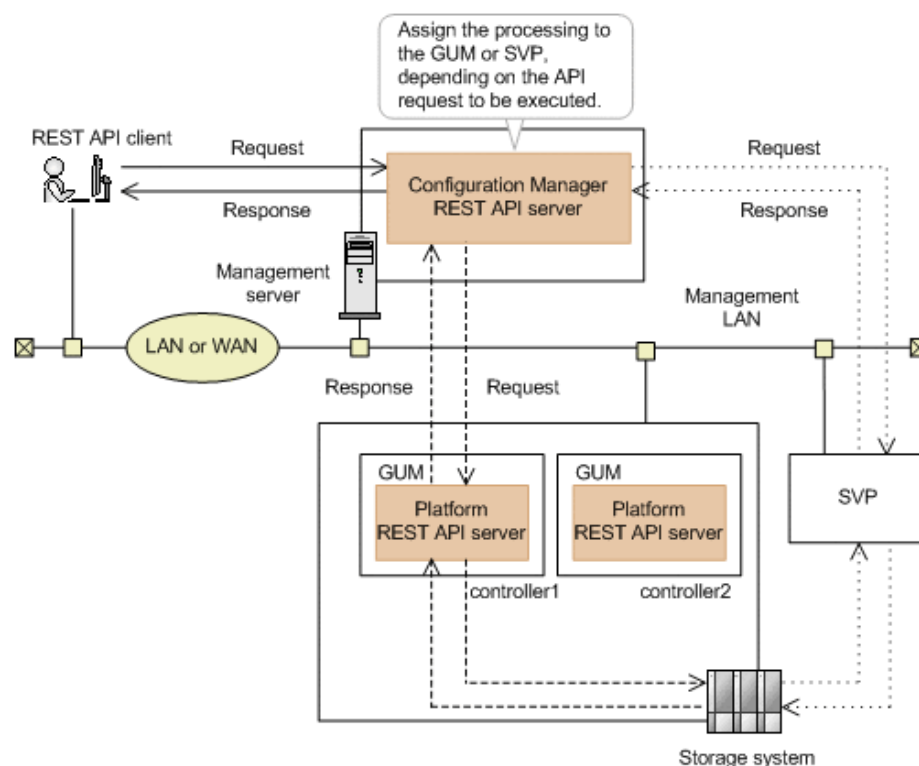 Assign the processing to
the GUM or SVP,
depending on the API
request to be executed.
REST API client
Request
Request
Configuration Manager
REST API server
Response
Response
Management
server
Management
LAN
LAN or WAN
Response
Request
GUM
GUM
SVP
Platform
REST API server
Platform
REST API server
controller1
controller2
Storage system